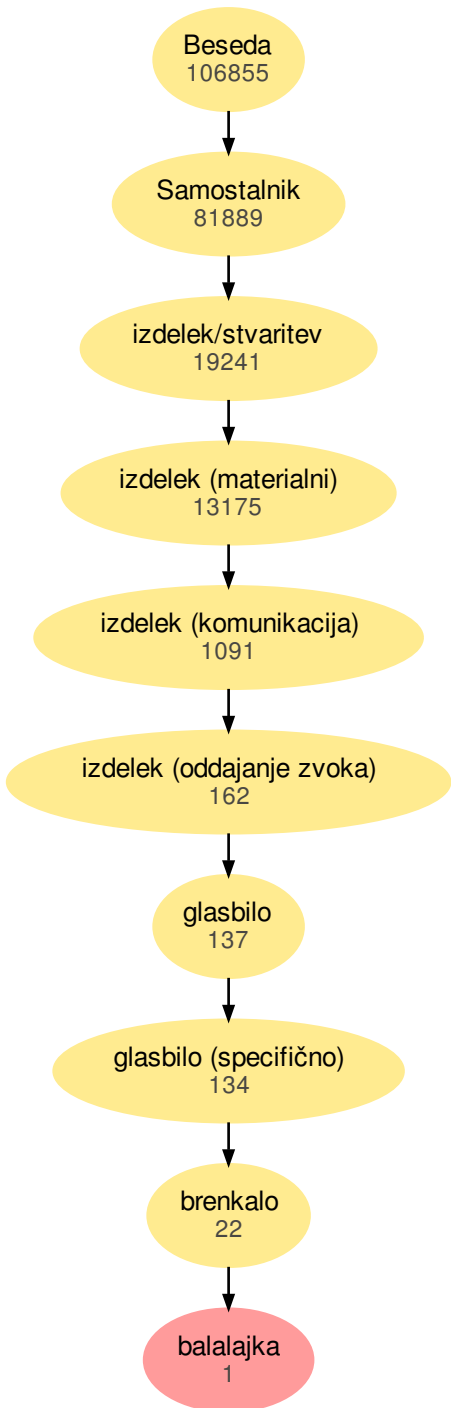 Beseda
106855
Samostalnik
81889
izdelek/stvaritev
19241
izdelek (materialni)
13175
izdelek (komunikacija)
1091
izdelek (oddajanje zvoka)
162
glasbilo
137
glasbilo (specifično)
134
brenkalo
22
balalajka
1